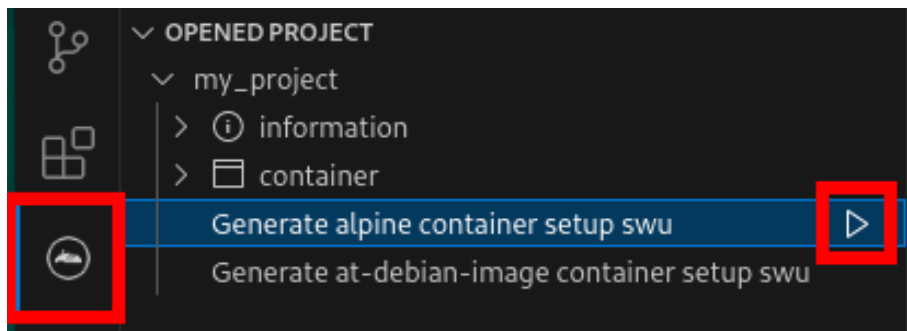 OPENED PROJECT
my_project
information
container
Generate alpine container setup swu
Generate at-debian-image container setup swu